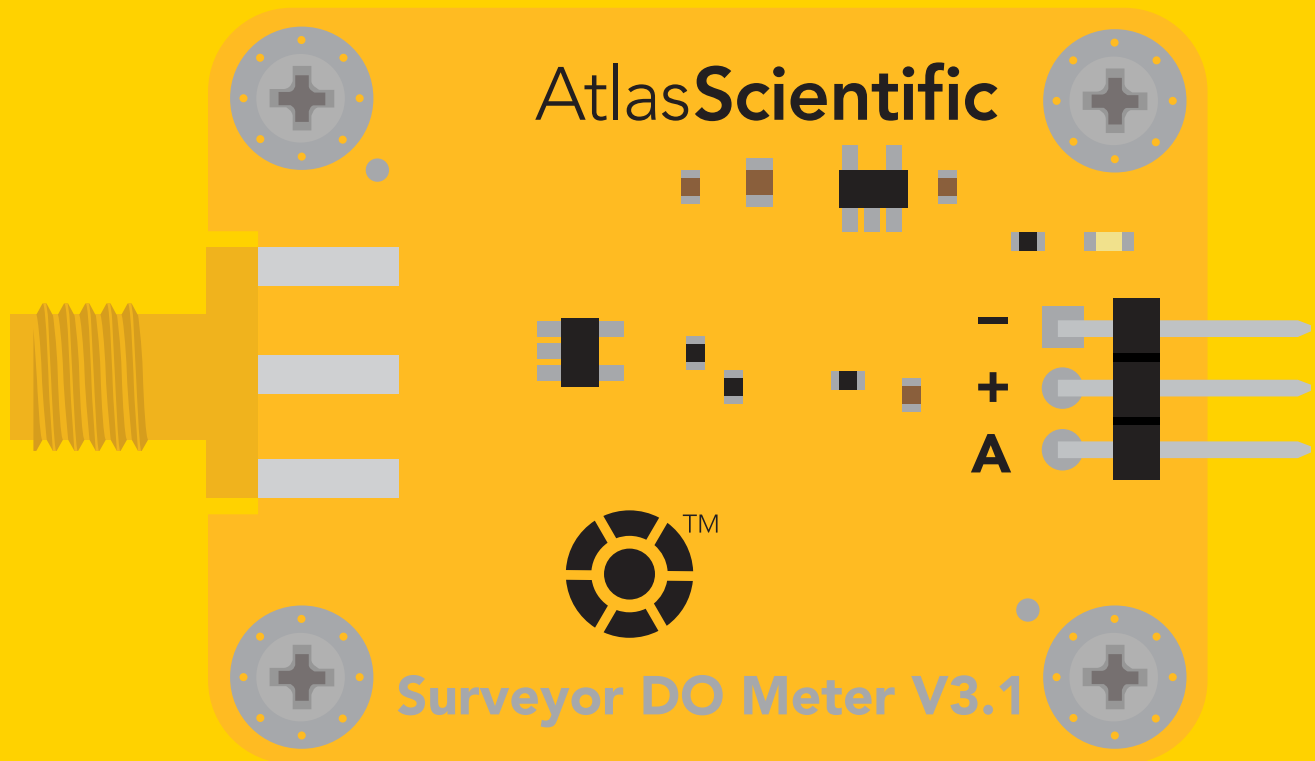 AtlasScientific
–
+
A
TM
Surveyor DO Meter V3.1